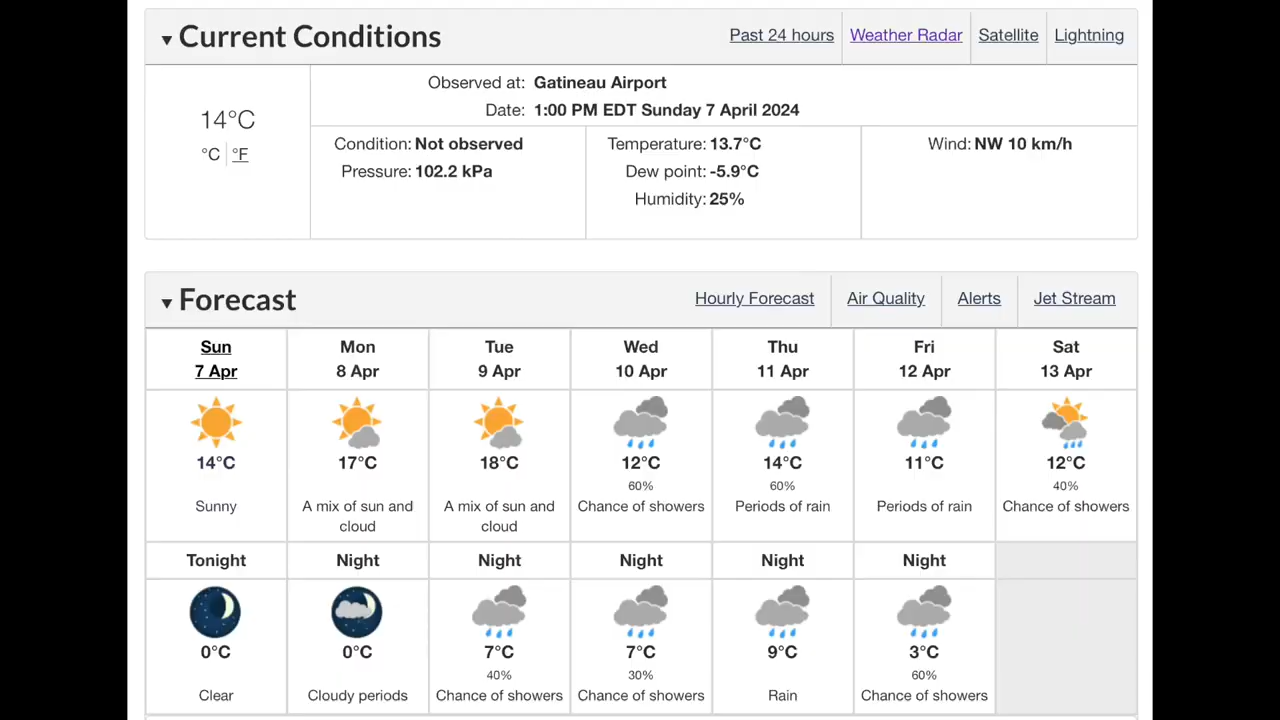 ▾ Current Conditions
Past 24 hours Weather Radar Satellite Lightning
14°C
°C °F
Observed at: Gatineau Airport
Date: 1:00 PM EDT Sunday 7 April 2024
Condition: Not observed
Pressure: 102.2 kPa
Temperature: 13.7°C
Dew point: -5.9°C
Humidity: 25%
Wind: NW 10 km/h
▾ Forecast
Hourly Forecast Air Quality Alerts Jet Stream
Sun Mon Tue Wed Thu Fri Sat
7 Apr 8 Apr 9 Apr 10 Apr 11 Apr 12 Apr 13 Apr
14°C 17°C 18°C 12°C 14°C 11°C 12°C
60% 60% 40%
Sunny A mix of sun and A mix of sun and Chance of showers Periods of rain Periods of rain Chance of showers
cloud cloud
Tonight Night Night Night Night Night
0°C 0°C 7°C 7°C 9°C 3°C
40% 30% 60%
Clear Cloudy periods Chance of showers Chance of showers Rain Chance of showers